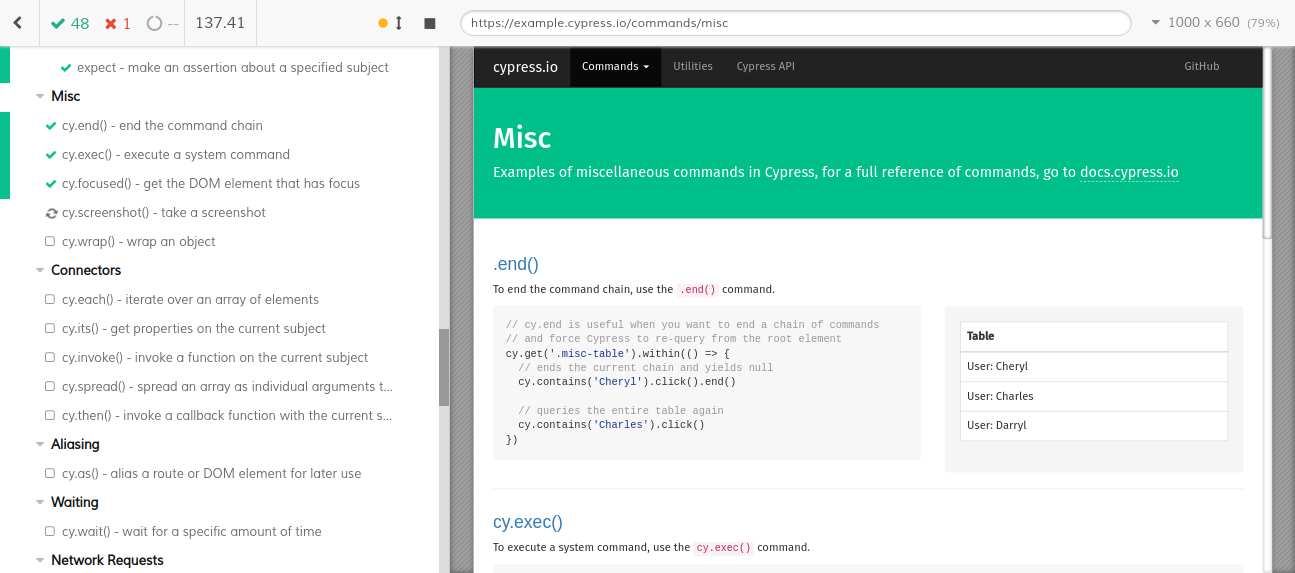 48 1 -- 137.41
https://example.cypress.io/commands/misc
1000 x 660 (79%)
expect - make an assertion about a specified subject
Misc
cy.end() - end the command chain
cy.exec() - execute a system command
cy.focused() - get the DOM element that has focus
cy.screenshot() - take a screenshot
cy.wrap() - wrap an object
Connectors
cy.each() - iterate over an array of elements
cy.its() - get properties on the current subject
cy.invoke() - invoke a function on the current subject
cy.spread() - spread an array as individual arguments t...
cy.then() - invoke a callback function with the current s...
Aliasing
cy.as() - alias a route or DOM element for later use
Waiting
cy.wait() - wait for a specific amount of time
Network Requests
cypress.io Commands Utilities Cypress API GitHub
Misc
Examples of miscellaneous commands in Cypress, for a full reference of commands, go to docs.cypress.io
.end()
To end the command chain, use the .end() command.
// cy.end is useful when you want to end a chain of commands
// and force Cypress to re-query from the root element
cy.get('.misc-table').within(() => {
// ends the current chain and yields null
cy.contains('Cheryl').click().end()
// queries the entire table again
cy.contains('Charles').click()
})
Table
User: Cheryl
User: Charles
User: Darryl
cy.exec()
To execute a system command, use the cy.exec() command.